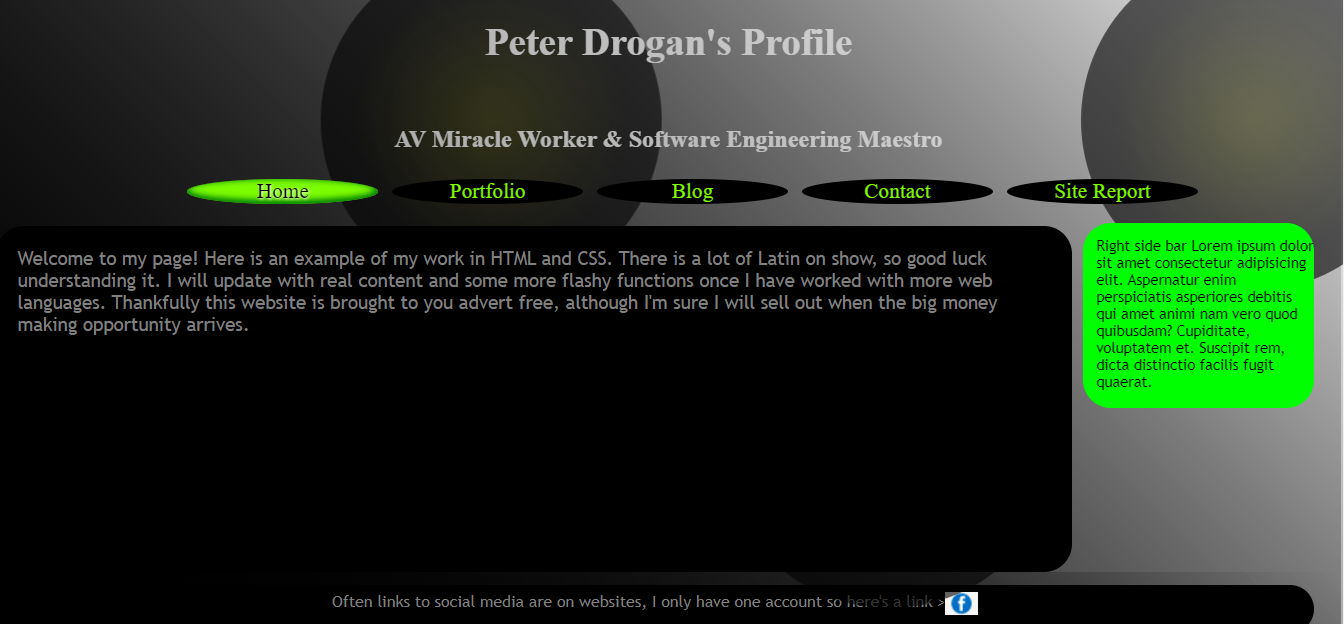 Peter Drogan's Profile
AV Miracle Worker & Software Engineering Maestro
Home Portfolio Blog Contact Site Report
Welcome to my page! Here is an example of my work in HTML and CSS. There is a lot of Latin on show, so good luck
understanding it. I will update with real content and some more flashy functions once I have worked with more web
languages. Thankfully this website is brought to you advert free, although I'm sure I will sell out when the big money
making opportunity arrives.
Right side bar Lorem ipsum dolor
sit amet consectetur adipisicing
elit. Aspernatur enim
perspiciatis asperiores debitis
qui amet animi nam vero quod
quibusdam? Cupiditate,
voluptatem et. Suscipit rem,
dicta distinctio facilis fugit
quaerat.
Often links to social media are on websites, I only have one account so here's a link >